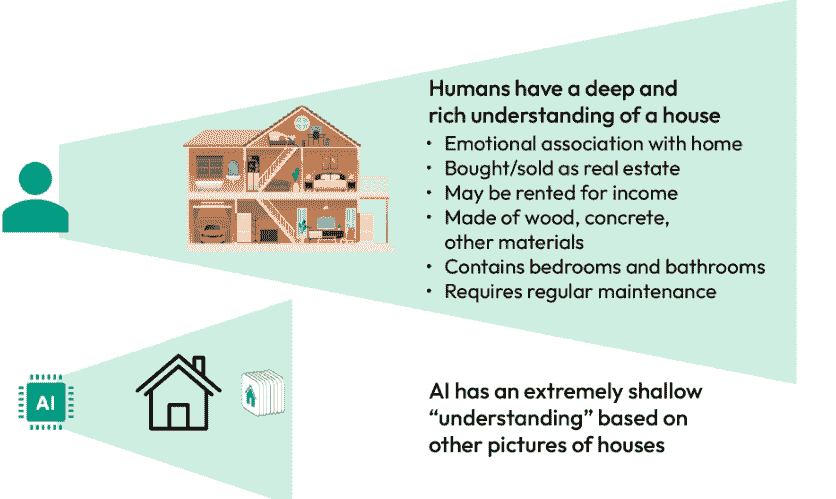 Humans have a deep and
rich understanding of a house
• Emotional association with home
• Bought/sold as real estate
• May be rented for income
• Made of wood, concrete,
other materials
• Contains bedrooms and bathrooms
• Requires regular maintenance
AI
AI has an extremely shallow
“understanding” based on
other pictures of houses